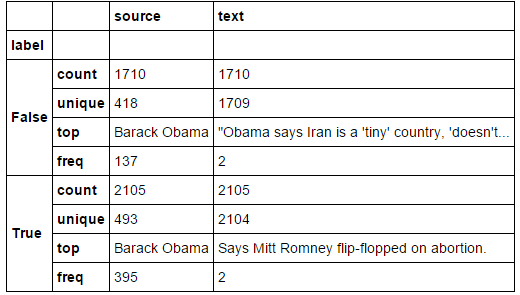 source text
label
False count 1710 1710
unique 418 1709
top Barack Obama "Obama says Iran is a 'tiny' country, 'doesn't...
freq 137 2
True count 2105 2105
unique 493 2104
top Barack Obama Says Mitt Romney flip-flopped on abortion.
freq 395 2